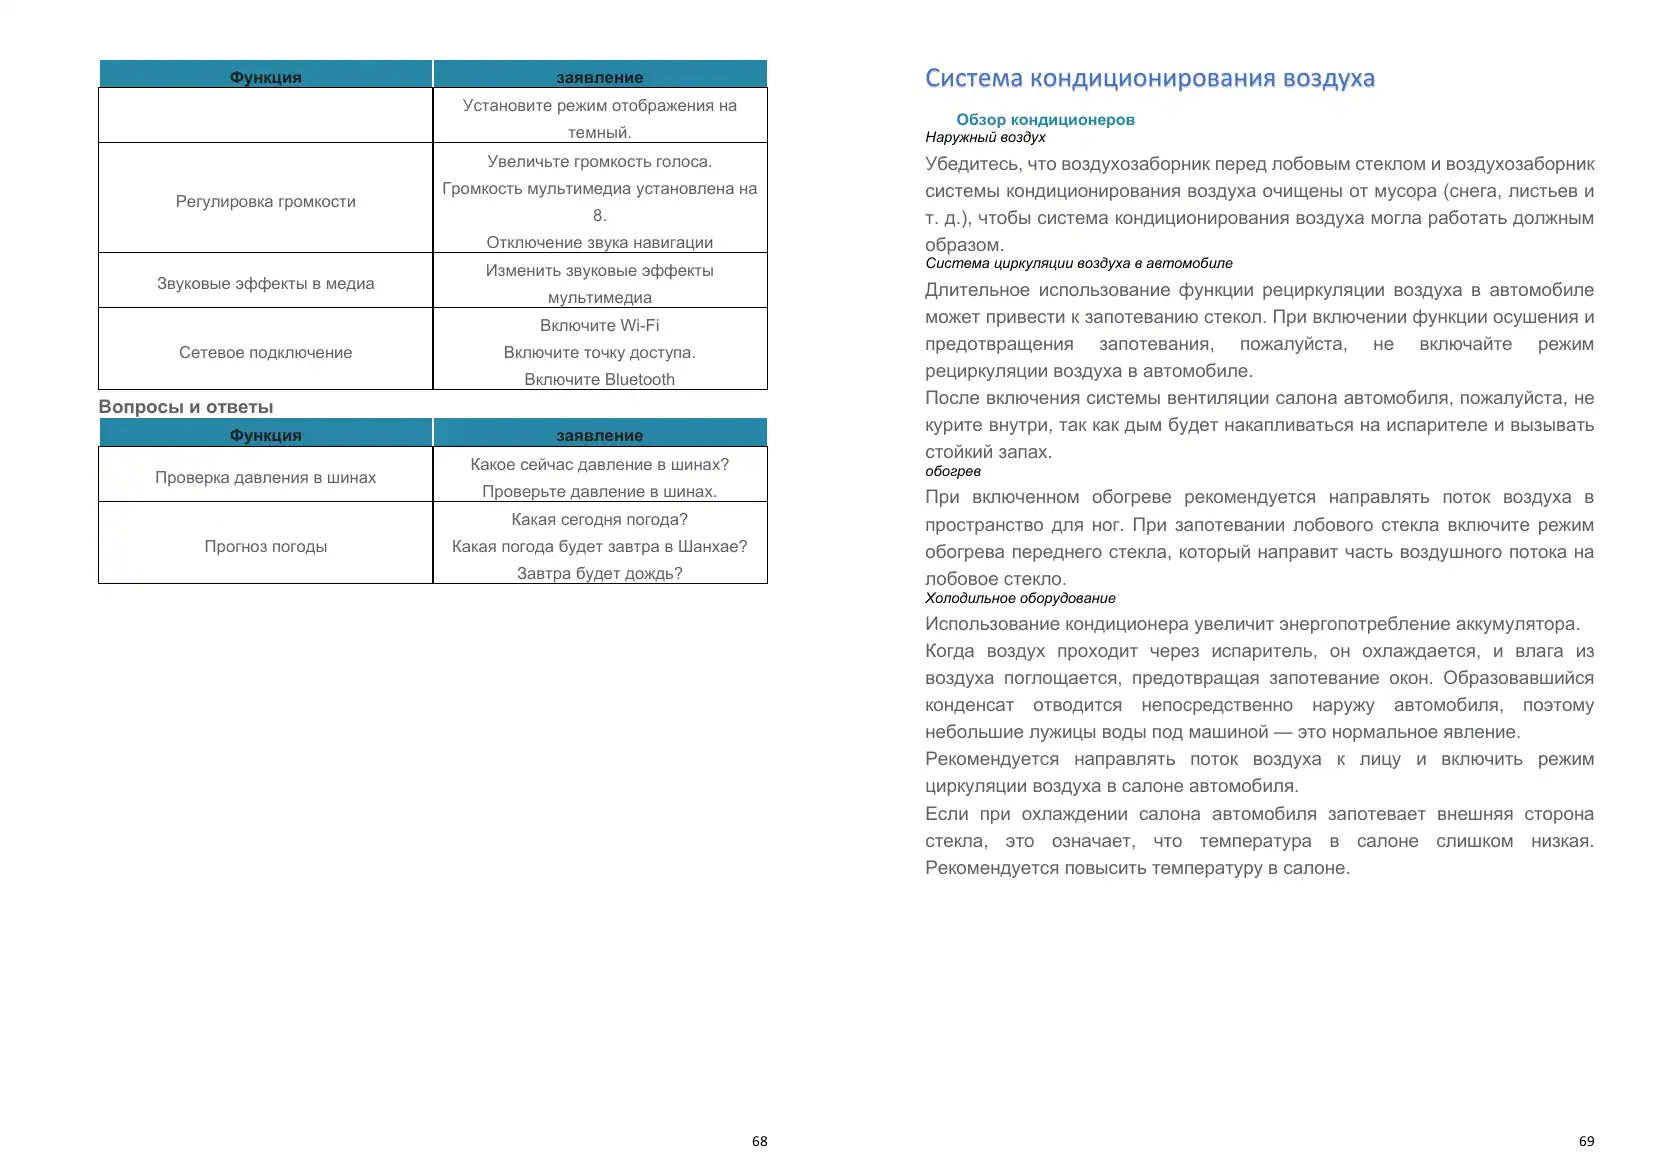 Функция заявление
Установите режим отображения на
темный.
Регулировка громкости
Увеличьте громкость голоса.
Громкость мультимедиа установлена на
8.
Отключение звука навигации
Звуковые эффекты в медиа
Изменить звуковые эффекты
мультимедиа
Сетевое подключение
Включите Wi-Fi
Включите точку доступа.
Включите Bluetooth
Вопросы и ответы
Функция заявление
Проверка давления в шинах
Какое сейчас давление в шинах?
Проверьте давление в шинах.
Прогноз погоды
Какая сегодня погода?
Какая погода будет завтра в Шанхае?
Завтра будет дождь?
68
Система кондиционирования воздуха
Обзор кондиционеров
Наружный воздух
Убедитесь, что воздухозаборник перед лобовым стеклом и воздухозаборник
системы кондиционирования воздуха очищены от мусора (снега, листьев и
т. д.), чтобы система кондиционирования воздуха могла работать должным
образом.
Система циркуляции воздуха в автомобиле
Длительное использование функции рециркуляции воздуха в автомобиле
может привести к запотеванию стекол. При включении функции осушения и
предотвращения запотевания, пожалуйста, не включайте режим
рециркуляции воздуха в автомобиле.
После включения системы вентиляции салона автомобиля, пожалуйста, не
курите внутри, так как дым будет накапливаться на испарителе и вызывать
стойкий запах.
обогрев
При включенном обогреве рекомендуется направлять поток воздуха в
пространство для ног. При запотевании лобового стекла включите режим
обогрева переднего стекла, который направит часть воздушного потока на
лобовое стекло.
Холодильное оборудование
Использование кондиционера увеличит энергопотребление аккумулятора.
Когда воздух проходит через испаритель, он охлаждается, и влага из
воздуха поглощается, предотвращая запотевание окон. Образовавшийся
конденсат отводится непосредственно наружу автомобиля, поэтому
небольшие лужицы воды под машиной — это нормальное явление.
Рекомендуется направлять поток воздуха к лицу и включить режим
циркуляции воздуха в салоне автомобиля.
Если при охлаждении салона автомобиля запотевает внешняя сторона
стекла, это означает, что температура в салоне слишком низкая.
Рекомендуется повысить температуру в салоне.
69